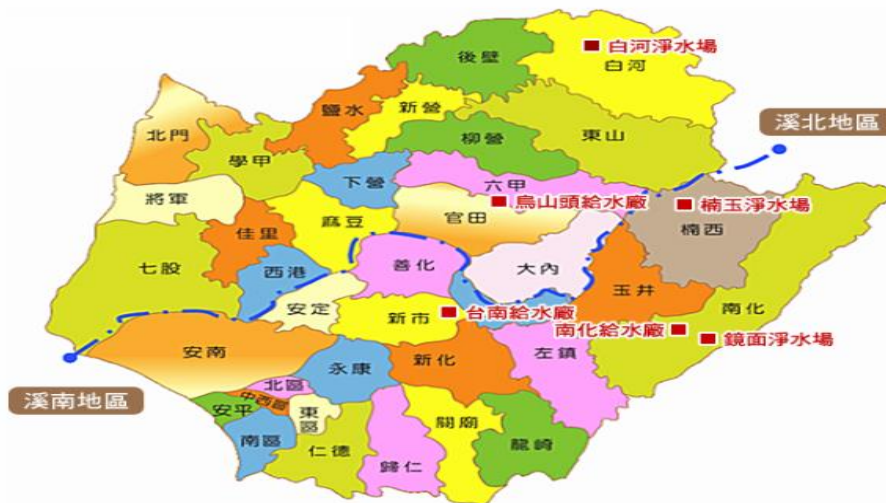 白河淨水場
白河
後壁
鹽水
新營
北門
學甲
柳營
東山
溪北地區
下營
六甲
將軍
麻豆
官田
烏山頭給水廠
楠玉淨水場
楠西
佳里
七股
西港
善化
大內
玉井
安定
新市
台南給水廠
南化
南化給水廠
鏡面淨水場
安南
永康
新化
左鎮
北區
中西區
安平
東區
溪南地區
南區
仁德
歸仁
關廟
龍崎